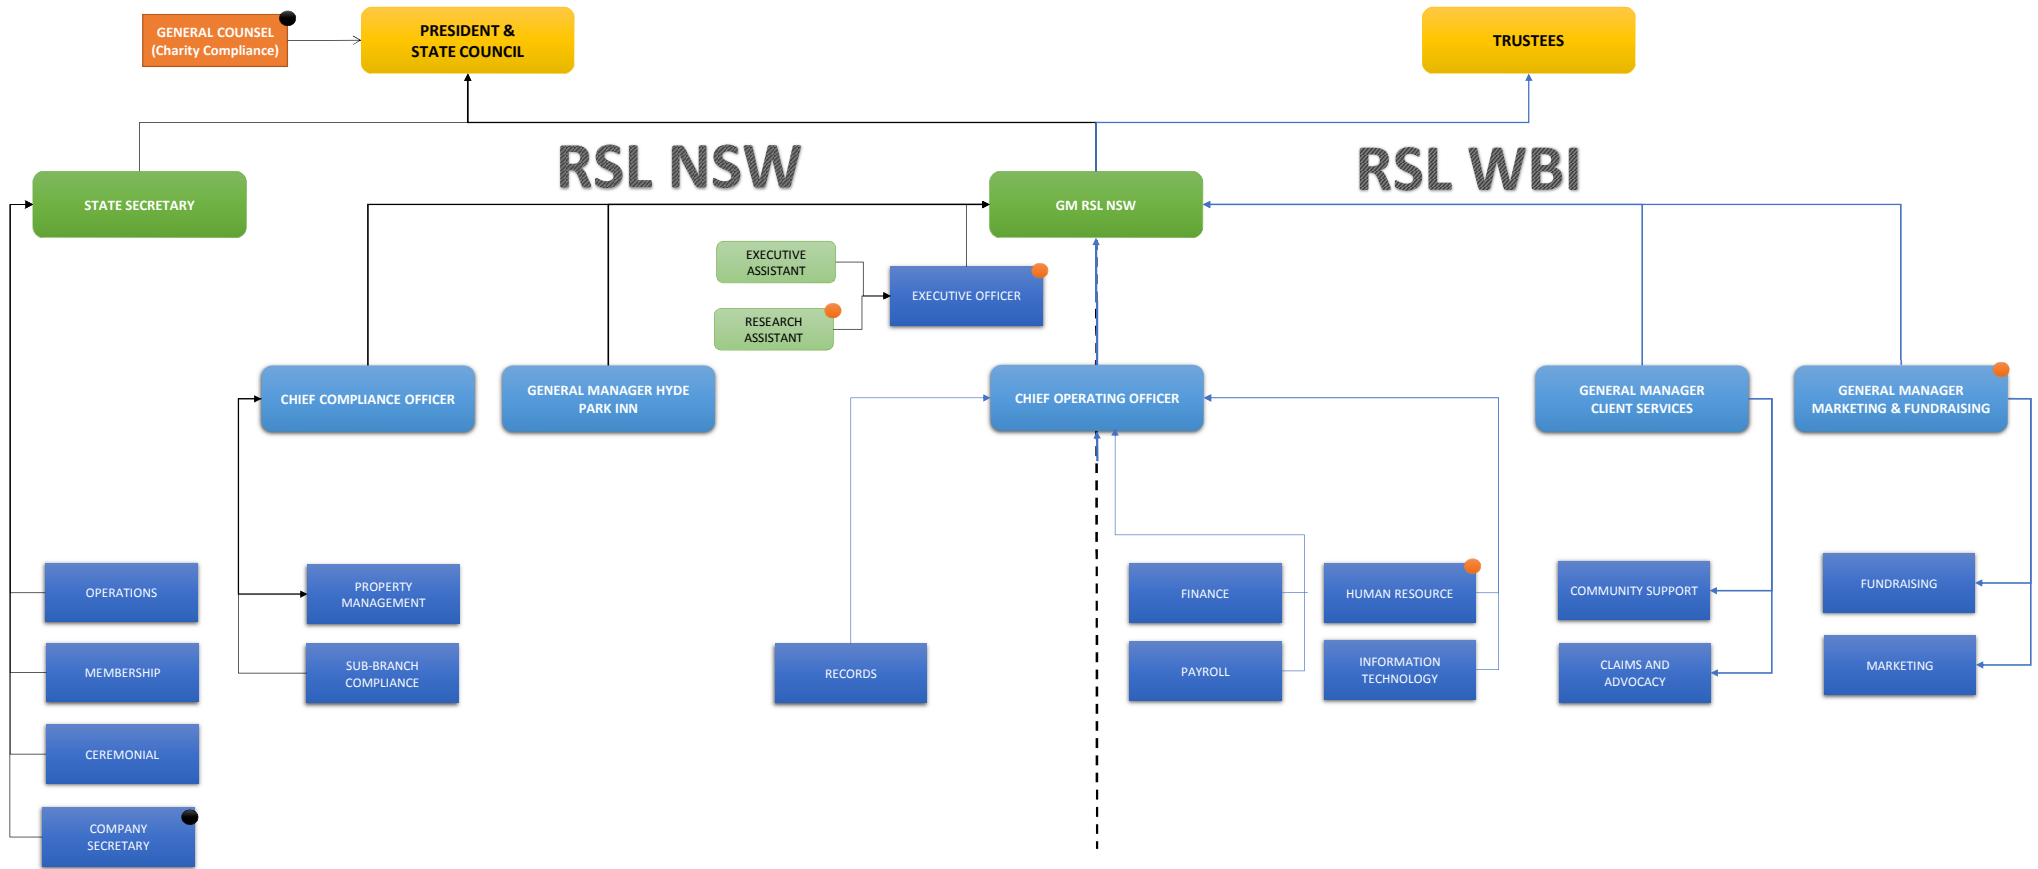 GENERAL COUNSEL
(Charity Compliance)
PRESIDENT &
STATE COUNCIL
TRUSTEES
RSL NSW
RSL WBI
STATE SECRETARY
GM RSL NSW
EXECUTIVE
ASSISTANT
EXECUTIVE OFFICER
RESEARCH
ASSISTANT
CHIEF COMPLIANCE OFFICER
GENERAL MANAGER HYDE
PARK INN
CHIEF OPERATING OFFICER
GENERAL MANAGER
CLIENT SERVICES
GENERAL MANAGER
MARKETING & FUNDRAISING
OPERATIONS
PROPERTY
MANAGEMENT
FINANCE
HUMAN RESOURCE
COMMUNITY SUPPORT
FUNDRAISING
MEMBERSHIP
SUB-BRANCH
COMPLIANCE
RECORDS
PAYROLL
INFORMATION
TECHNOLOGY
CLAIMS AND
ADVOCACY
MARKETING
CEREMONIAL
COMPANY
SECRETARY